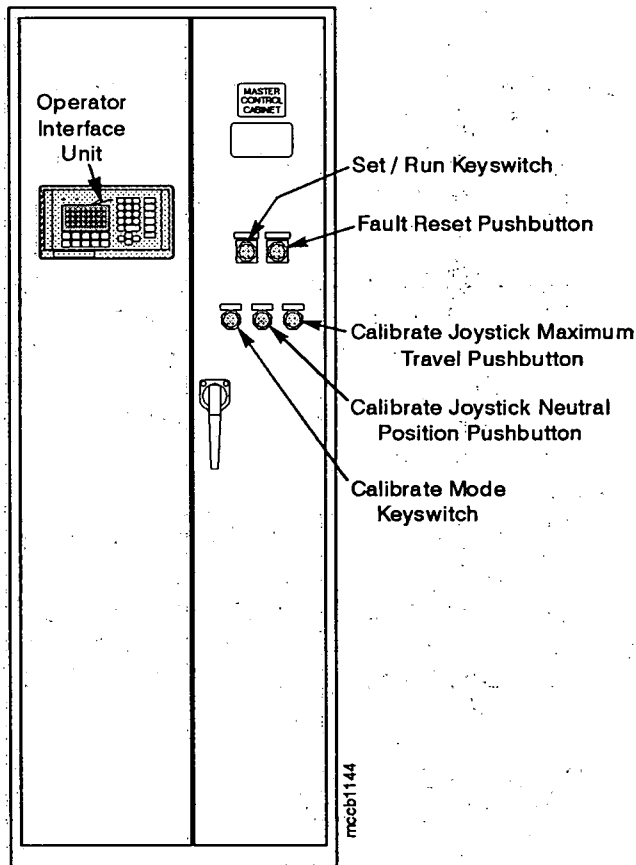 Operator
Interface
Unit
MASTER
CONTROL
CABINET
Set / Run Keyswitch
Fault Reset Pushbutton
Calibrate Joystick Maximum
Travel Pushbutton
Calibrate Joystick Neutral
Position Pushbutton
Calibrate Mode
Keyswitch
mccb1144